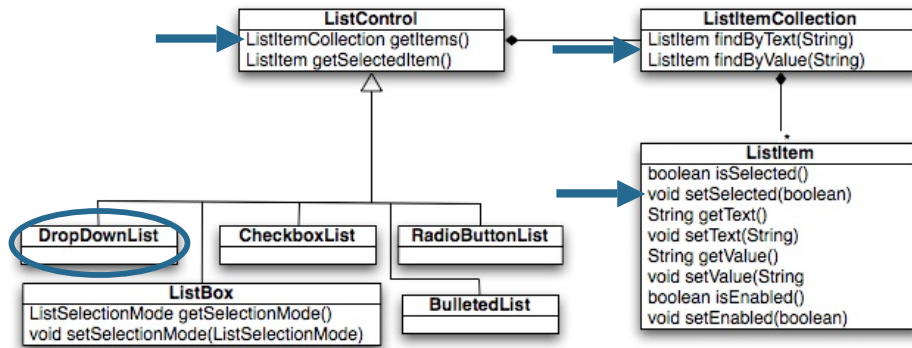 ListControl
ListItemCollection getItems()
ListItem getSelectedItem()
ListItemCollection
ListItem findByText(String)
ListItem findByValue(String)
*
ListItem
boolean isSelected()
void setSelected(boolean)
String getText()
void setText(String)
String getValue()
void setValue(String
boolean isEnabled()
void setEnabled(boolean)
DropDownList
CheckboxList
RadioButtonList
ListBox
ListSelectionMode getSelectionMode()
void setSelectionMode(ListSelectionMode)
BulletedList